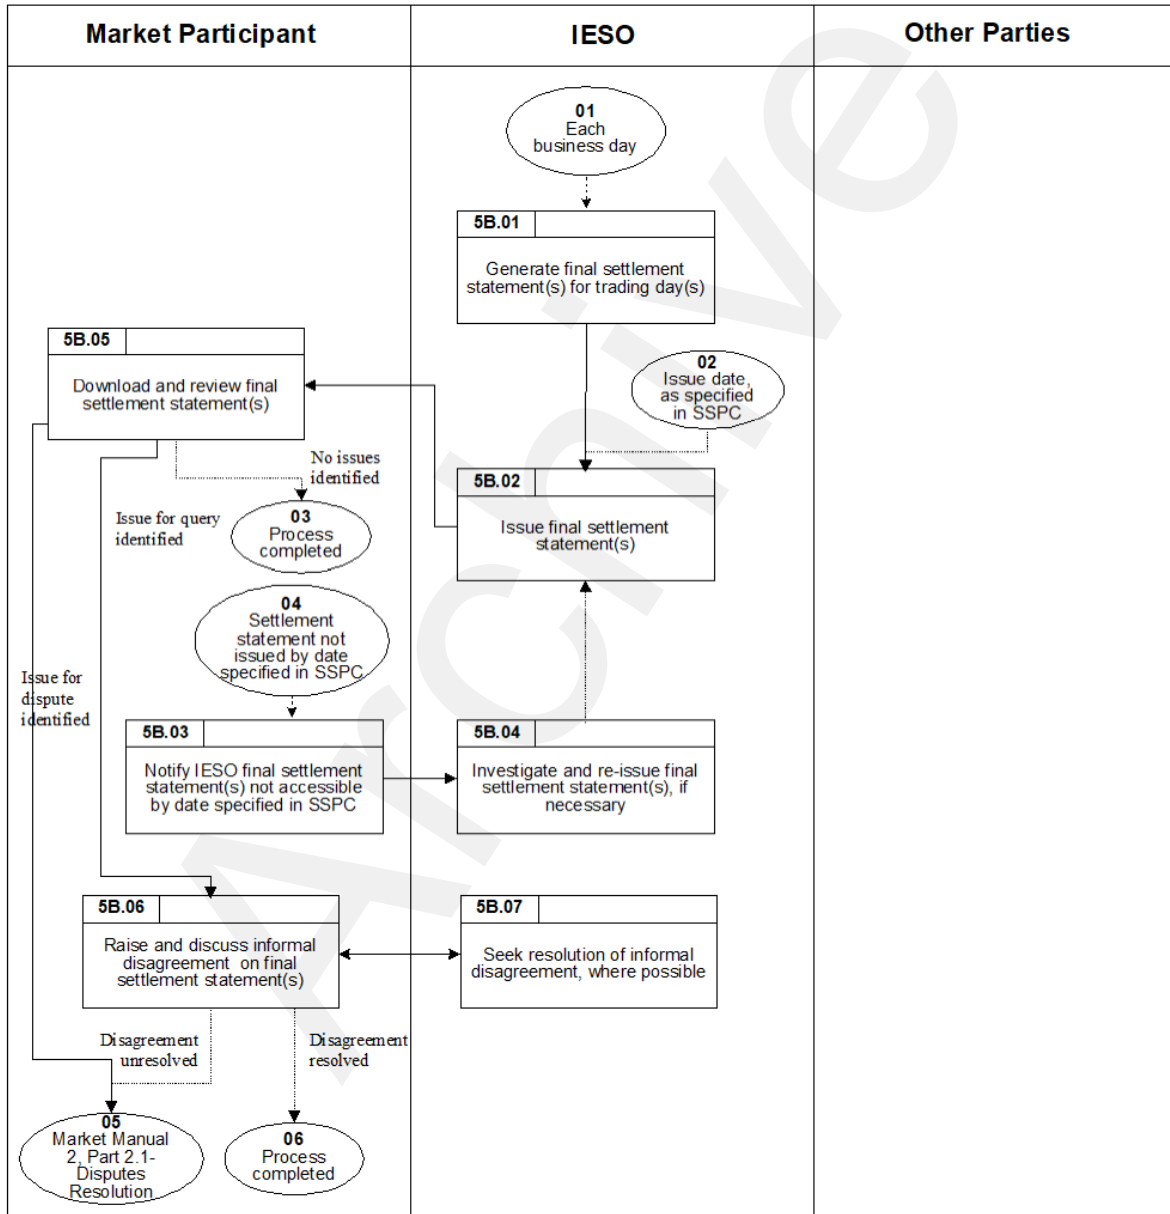 Market Participant
IESO
Other Parties
01
Each
business day
5B.01
Generate final settlement
statement(s) for trading day(s)
5B.05
Download and review final
settlement statement(s)
02
Issue date,
as specified
in SSPC
No issues
identified
5B.02
Issue final settlement
statement(s)
Issue for query
identified
03
Process
completed
04
Settlement
statement not
issued by date
specified in SSPC
Issue for
dispute
identified
5B.03
Notify IESO final settlement
statement(s) not accessible
by date specified in SSPC
5B.04
Investigate and re-issue final
settlement statement(s), if
necessary
5B.06
Raise and discuss informal
disagreement on final
settlement statement(s)
5B.07
Seek resolution of informal
disagreement, where possible
Disagreement
unresolved
Disagreement
resolved
05
Market Manual
2, Part 2.1-
Disputes
Resolution
06
Process
completed
Archive